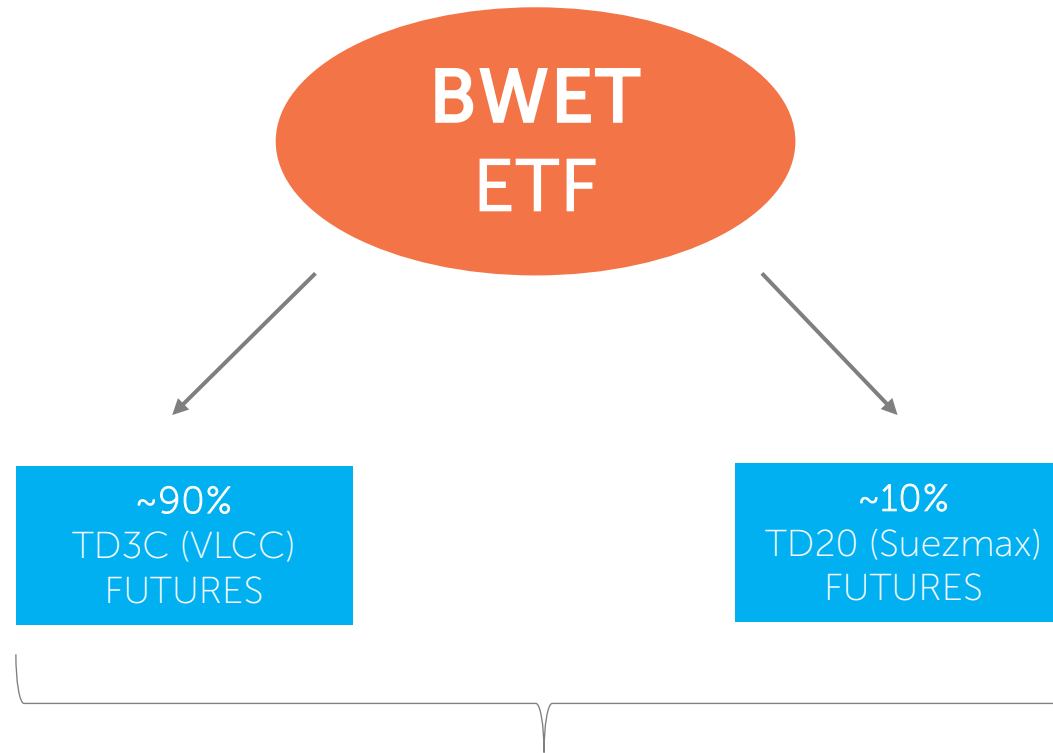 BWET
ETF
~90%
TD3C (VLCC)
FUTURES
~10%
TD20 (Suezmax)
FUTURES